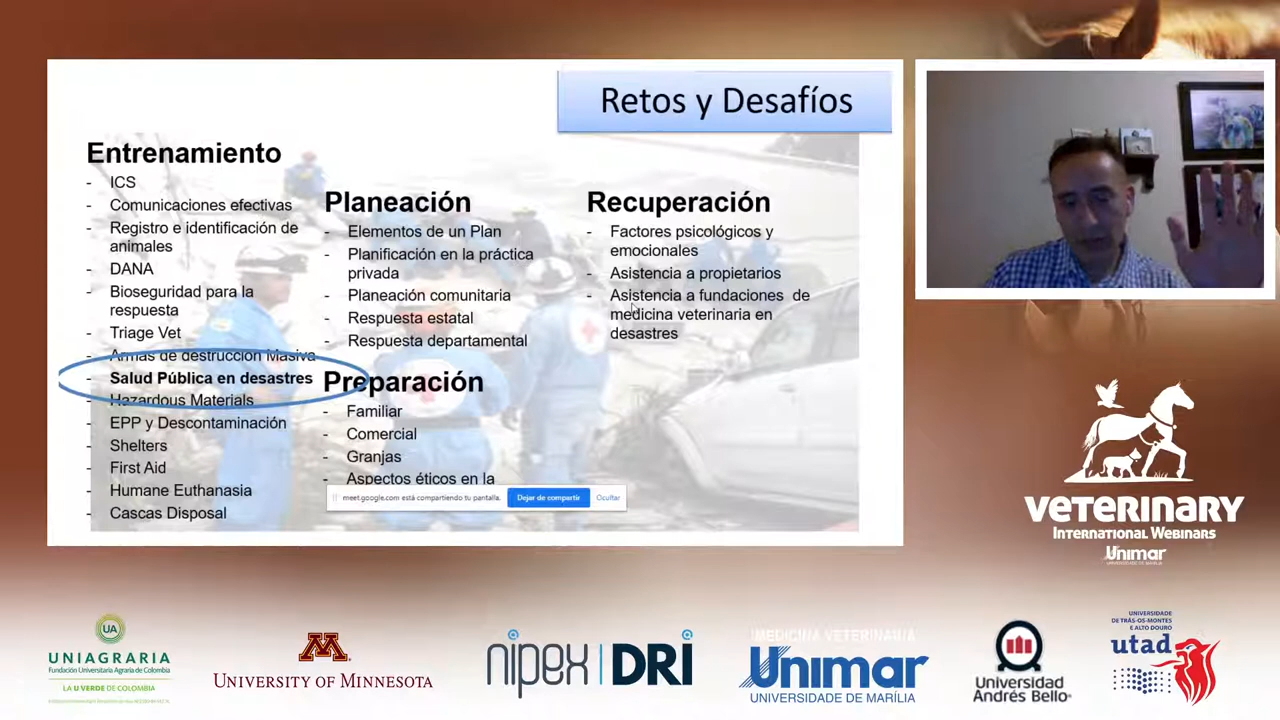 Retos y Desafíos
Entrenamiento
- ICS
- Comunicaciones efectivas
- Registro e identificación de
animales
- DANA
- Bioseguridad para la
respuesta
- Triage Vet
- Armas de destrucción Masiva
- Salud Pública en desastres
- Hazardous Materials
- EPP y Descontaminación
- Shelters
- First Aid
- Humane Euthanasia
- Cascas Disposal
Planeación
- Elementos de un Plan
- Planificación en la práctica
privada
- Planeación comunitaria
- Respuesta estatal
- Respuesta departamental
Preparación
- Familiar
- Comercial
- Granjas
- Aspectos éticos en la
meet.google.com está compartiendo tu pantalla.
Dejar de compartir
Ocultar
Recuperación
- Factores psicológicos y
emocionales
- Asistencia a propietarios
- Asistencia a fundaciones de
medicina veterinaria en
desastres
VETERINARY
INTERNATIONAL WEBINARS
Unimar
UNIVERSIDADE DE MARÍLIA
UA
UNIAGRARIA
Fundación Universitaria Agraria de Colombia
LA U VERDE DE COLOMBIA
M
UNIVERSITY OF MINNESOTA
nipex DRI
MEDICINA VETERINÁRIA
Unimar
UNIVERSIDADE DE MARÍLIA
Universidad
Andrés Bello
UNIVERSIDADE
DE TRÁS-OS-MONTES
E ALTO DOURO
utad